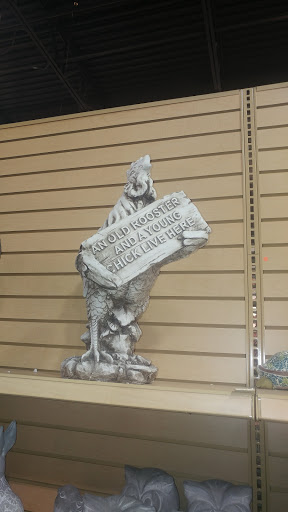 AN OLD ROOSTER
AND A YOUNG
CHICK LIVE HERE